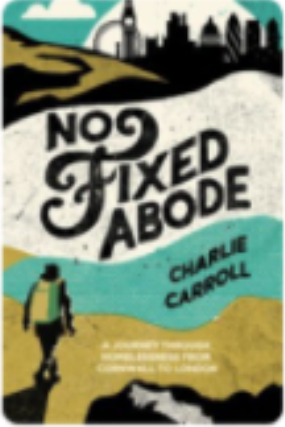 NO
FIXED
ABODE
CHARLIE
CARROLL
A JOURNEY THROUGH
HOMELESSNESS FROM
CORNWALL TO LONDON